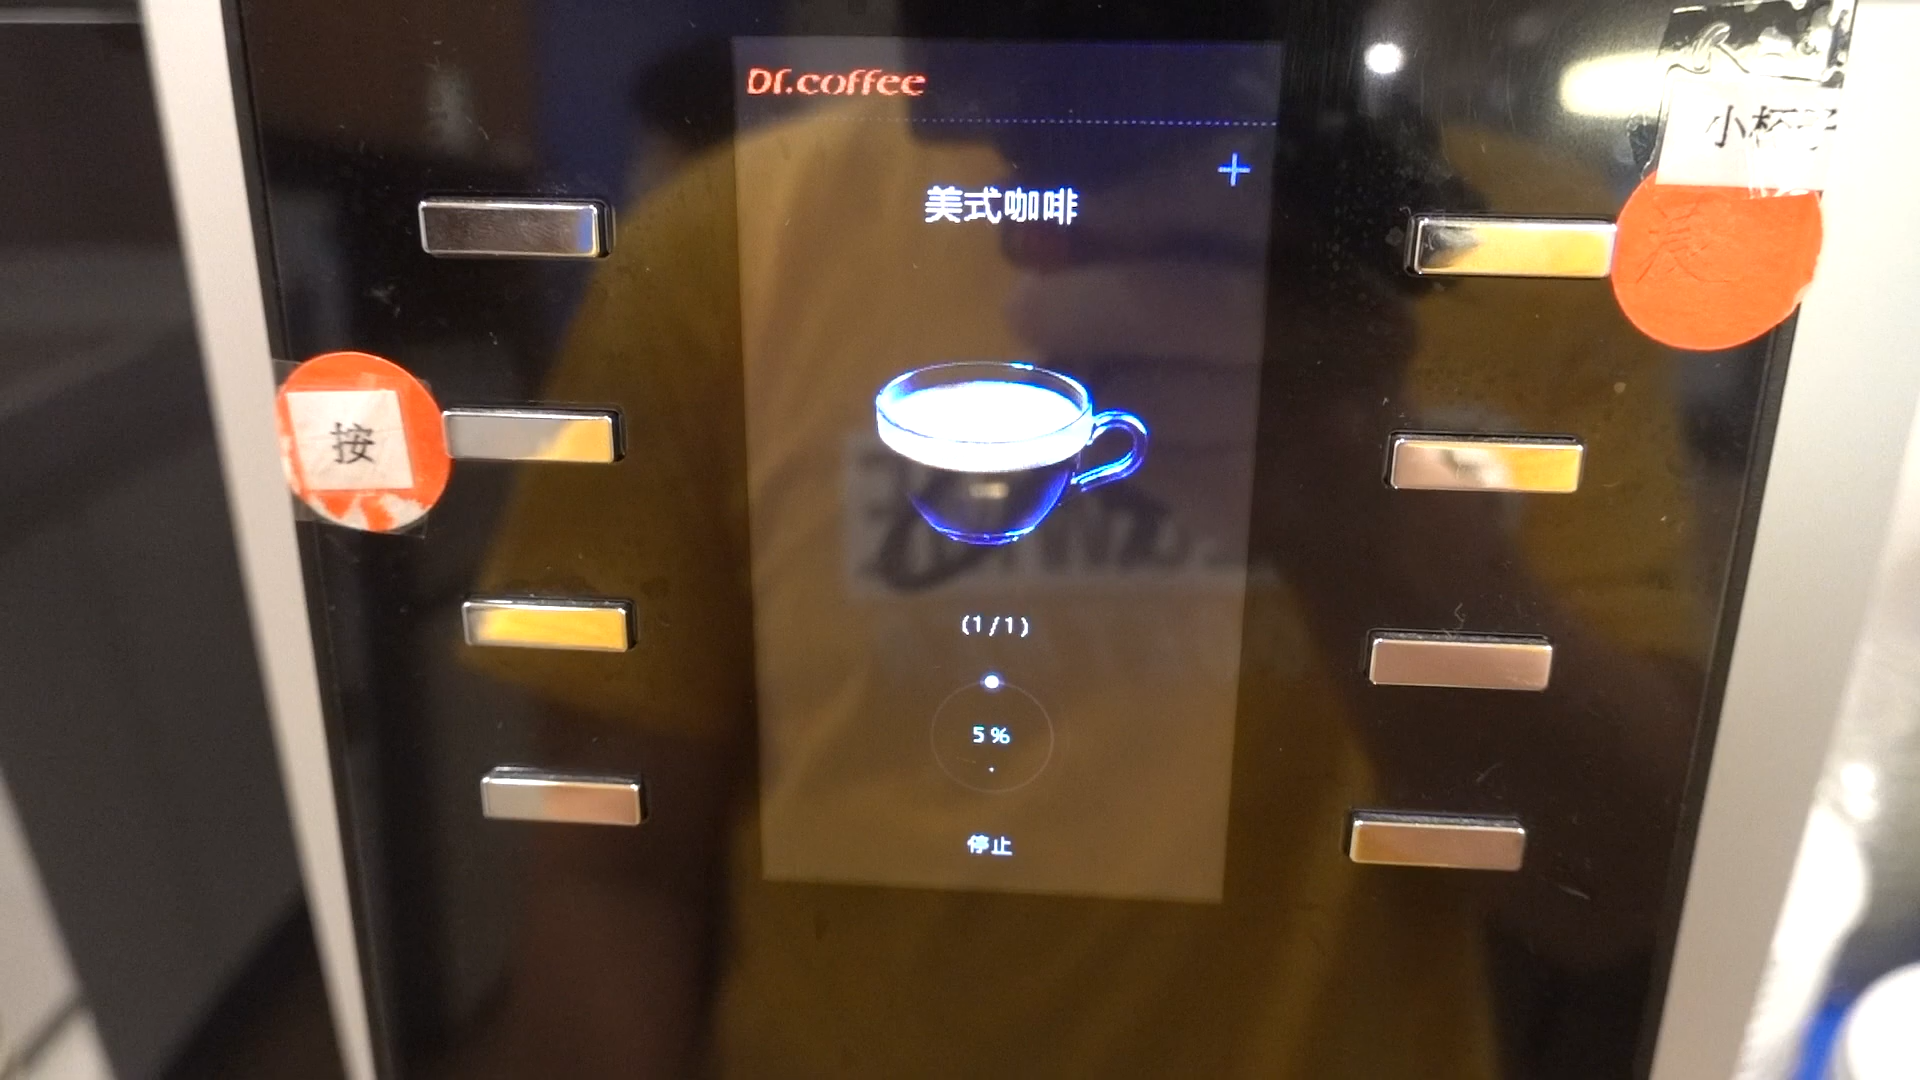 Dr.coffee
+
美式咖啡
小杯
按
(1/1)
5%
停止